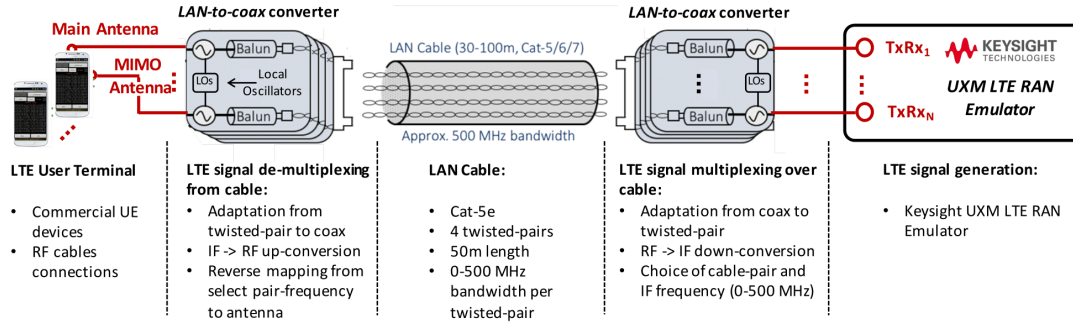 LAN-to-coax converter
LAN-to-coax converter
Main Antenna
MIMO
Antenna
Balun
LOs
Local
Oscillators
Balun
LAN Cable (30-100m, Cat-5/6/7)
Approx. 500 MHz bandwidth
Balun
LOs
Balun
TxRx1
TxRxN
KEYSIGHT
TECHNOLOGIES
UXM LTE RAN
Emulator
LTE User Terminal
• Commercial UE
devices
• RF cables
connections
LTE signal de-multiplexing
from cable:
• Adaptation from
twisted-pair to coax
• IF -> RF up-conversion
• Reverse mapping from
select pair-frequency
to antenna
LAN Cable:
• Cat-5e
• 4 twisted-pairs
• 50m length
• 0-500 MHz
bandwidth per
twisted-pair
LTE signal multiplexing over
cable:
• Adaptation from coax to
twisted-pair
• RF -> IF down-conversion
• Choice of cable-pair and
IF frequency (0-500 MHz)
LTE signal generation:
• Keysight UXM LTE RAN
Emulator